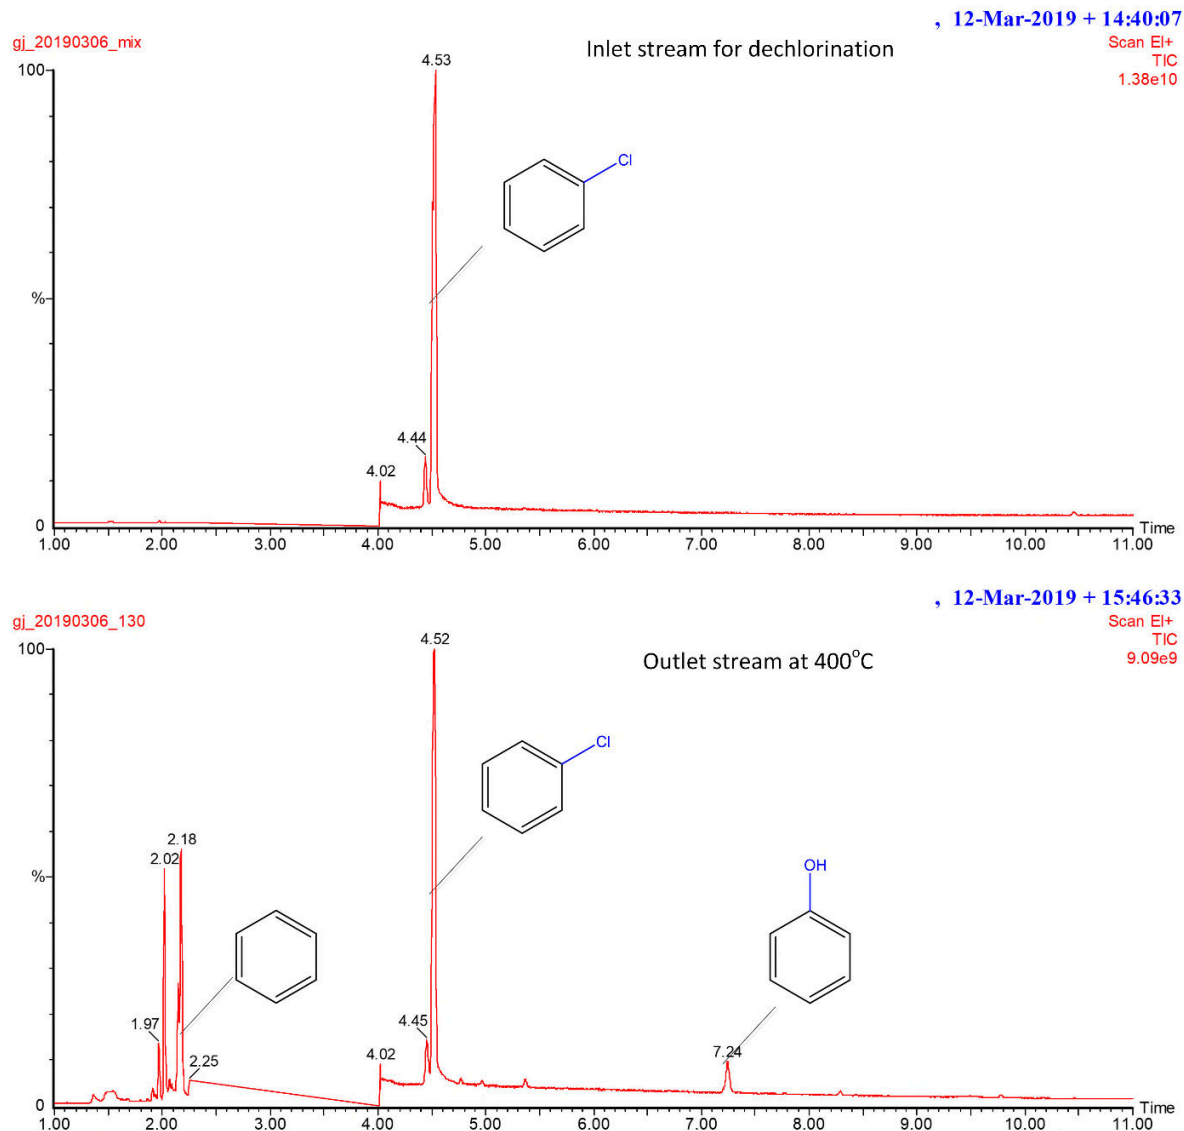 , 12-Mar-2019 + 14:40:07
gj_20190306_mix
Inlet stream for dechlorination
Scan EI+
TIC
1.38e10
100
4.53
Cl
%
4.44
4.02
0
1.00 2.00 3.00 4.00 5.00 6.00 7.00 8.00 9.00 10.00 11.00
Time
, 12-Mar-2019 + 15:46:33
gj_20190306_130
Outlet stream at 400°C
Scan EI+
TIC
9.09e9
100
4.52
Cl
2.18
2.02
%
OH
1.97
2.25
4.45
4.02
7.24
0
1.00 2.00 3.00 4.00 5.00 6.00 7.00 8.00 9.00 10.00 11.00
Time